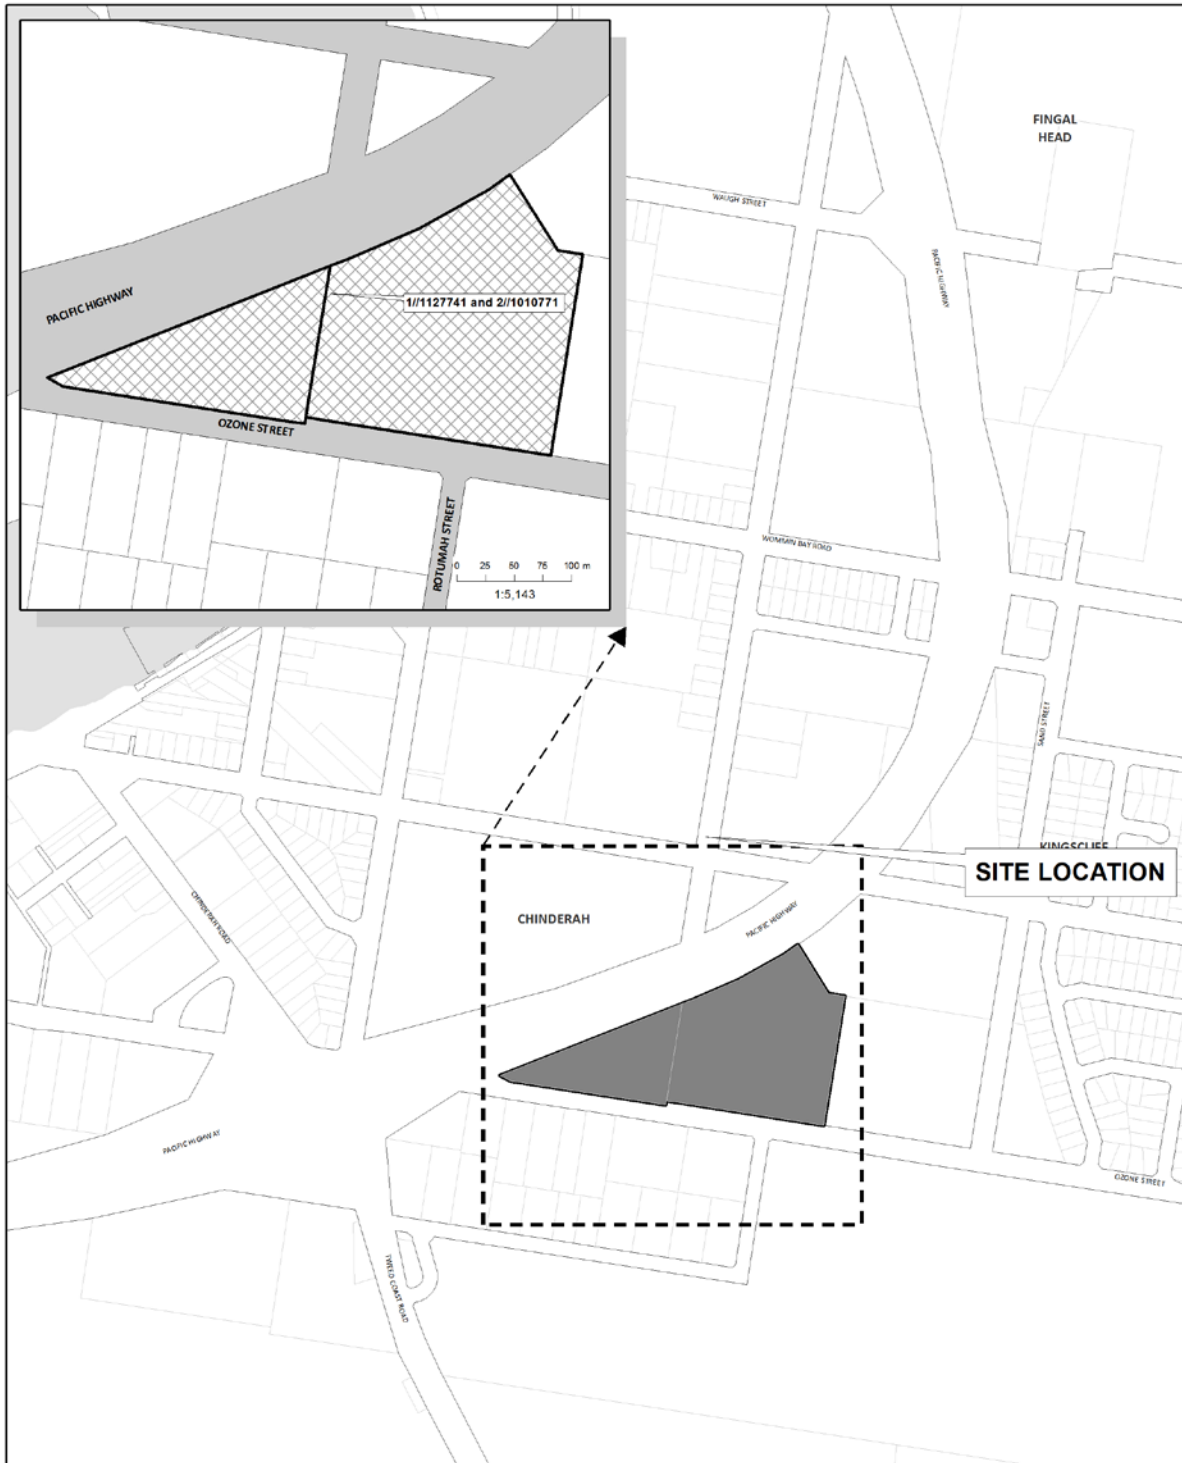 PACIFIC HIGHWAY
1//1127741 and 2//1010771
OZONE STREET
ROTUMAH STREET
0 25 50 75 100 m
1:5,143
FINGAL
HEAD
WAUGH STREET
PACIFIC HIGHWAY
WOMMIN BAY ROAD
SAND STREET
KINGSCLIFF
SITE LOCATION
CHINDERAH
PACIFIC HIGHWAY
CHINDERAH ROAD
PACIFIC HIGHWAY
OZONE STREET
TWEED COAST ROAD